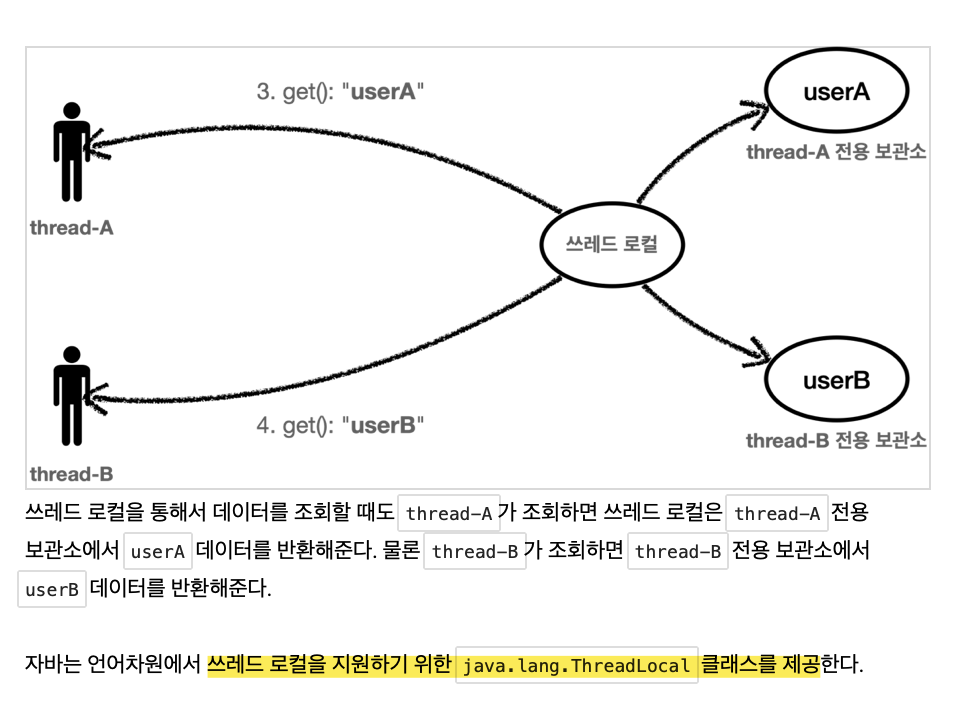 3. get(): "userA"
userA
thread-A 전용 보관소
thread-A
쓰레드 로컬
userB
4. get(): "userB"
thread-B 전용 보관소
thread-B
쓰레드 로컬을 통해서 데이터를 조회할 때도 thread-A가 조회하면 쓰레드 로컬은 thread-A 전용
보관소에서 userA 데이터를 반환해준다. 물론 thread-B가 조회하면 thread-B 전용 보관소에서
userB 데이터를 반환해준다.
자바는 언어차원에서 쓰레드 로컬을 지원하기 위한 java.lang.ThreadLocal 클래스를 제공한다.